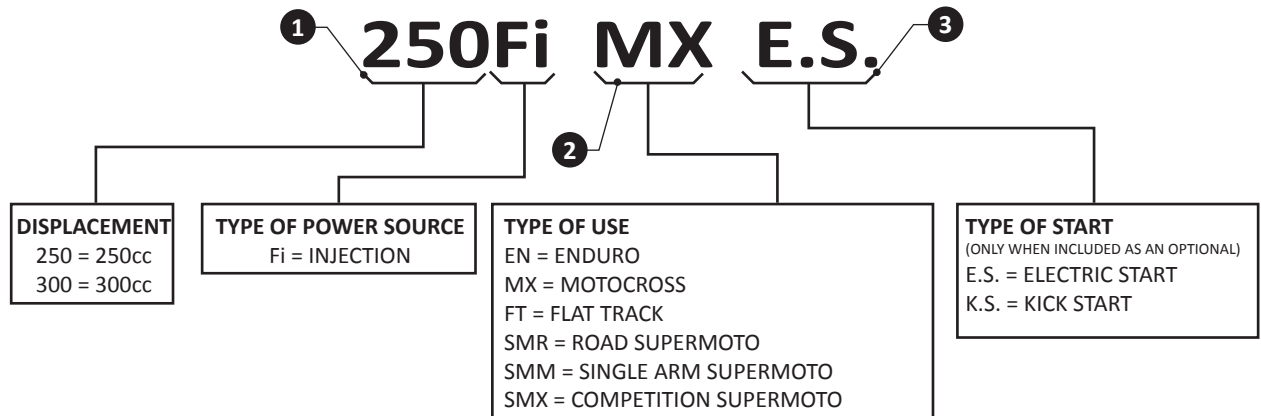 1 250Fi MX E.S. 3
2
DISPLACEMENT
250 = 250cc
300 = 300cc
TYPE OF POWER SOURCE
Fi = INJECTION
TYPE OF USE
EN = ENDURO
MX = MOTOCROSS
FT = FLAT TRACK
SMR = ROAD SUPERMOTO
SMM = SINGLE ARM SUPERMOTO
SMX = COMPETITION SUPERMOTO
TYPE OF START
(ONLY WHEN INCLUDED AS AN OPTIONAL)
E.S. = ELECTRIC START
K.S. = KICK START